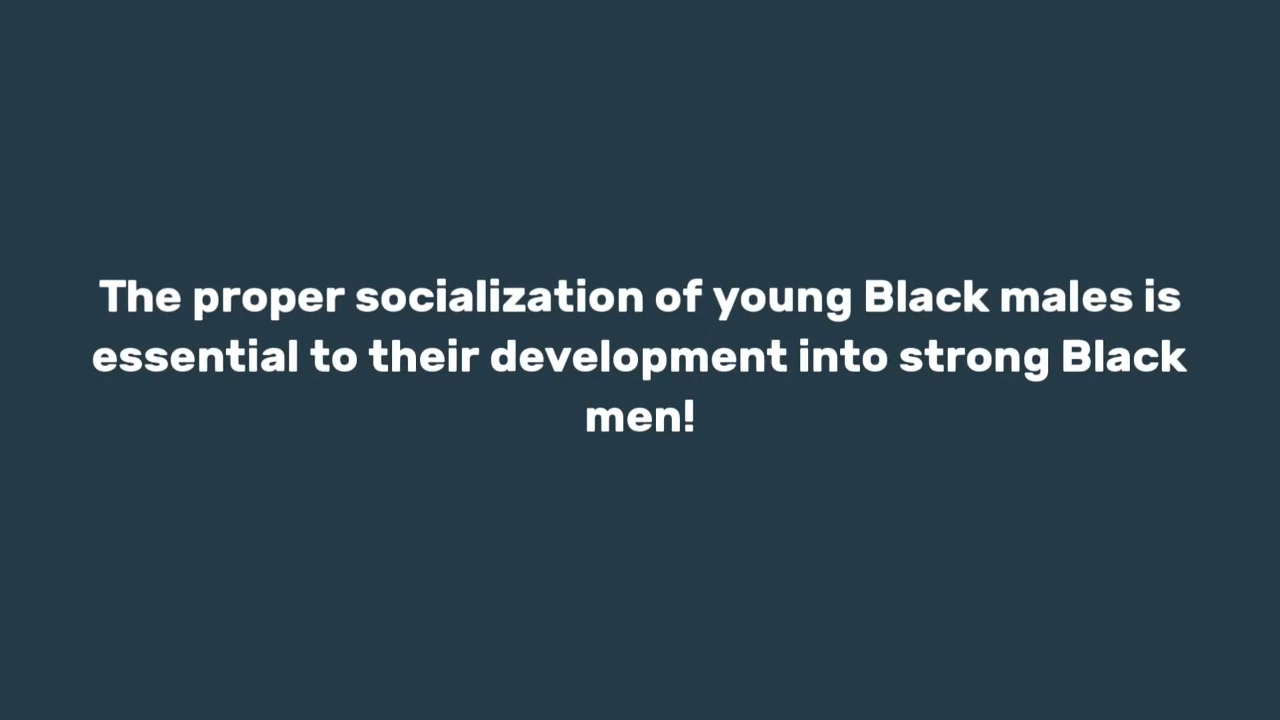 The proper socialization of young Black males is
essential to their development into strong Black
men!